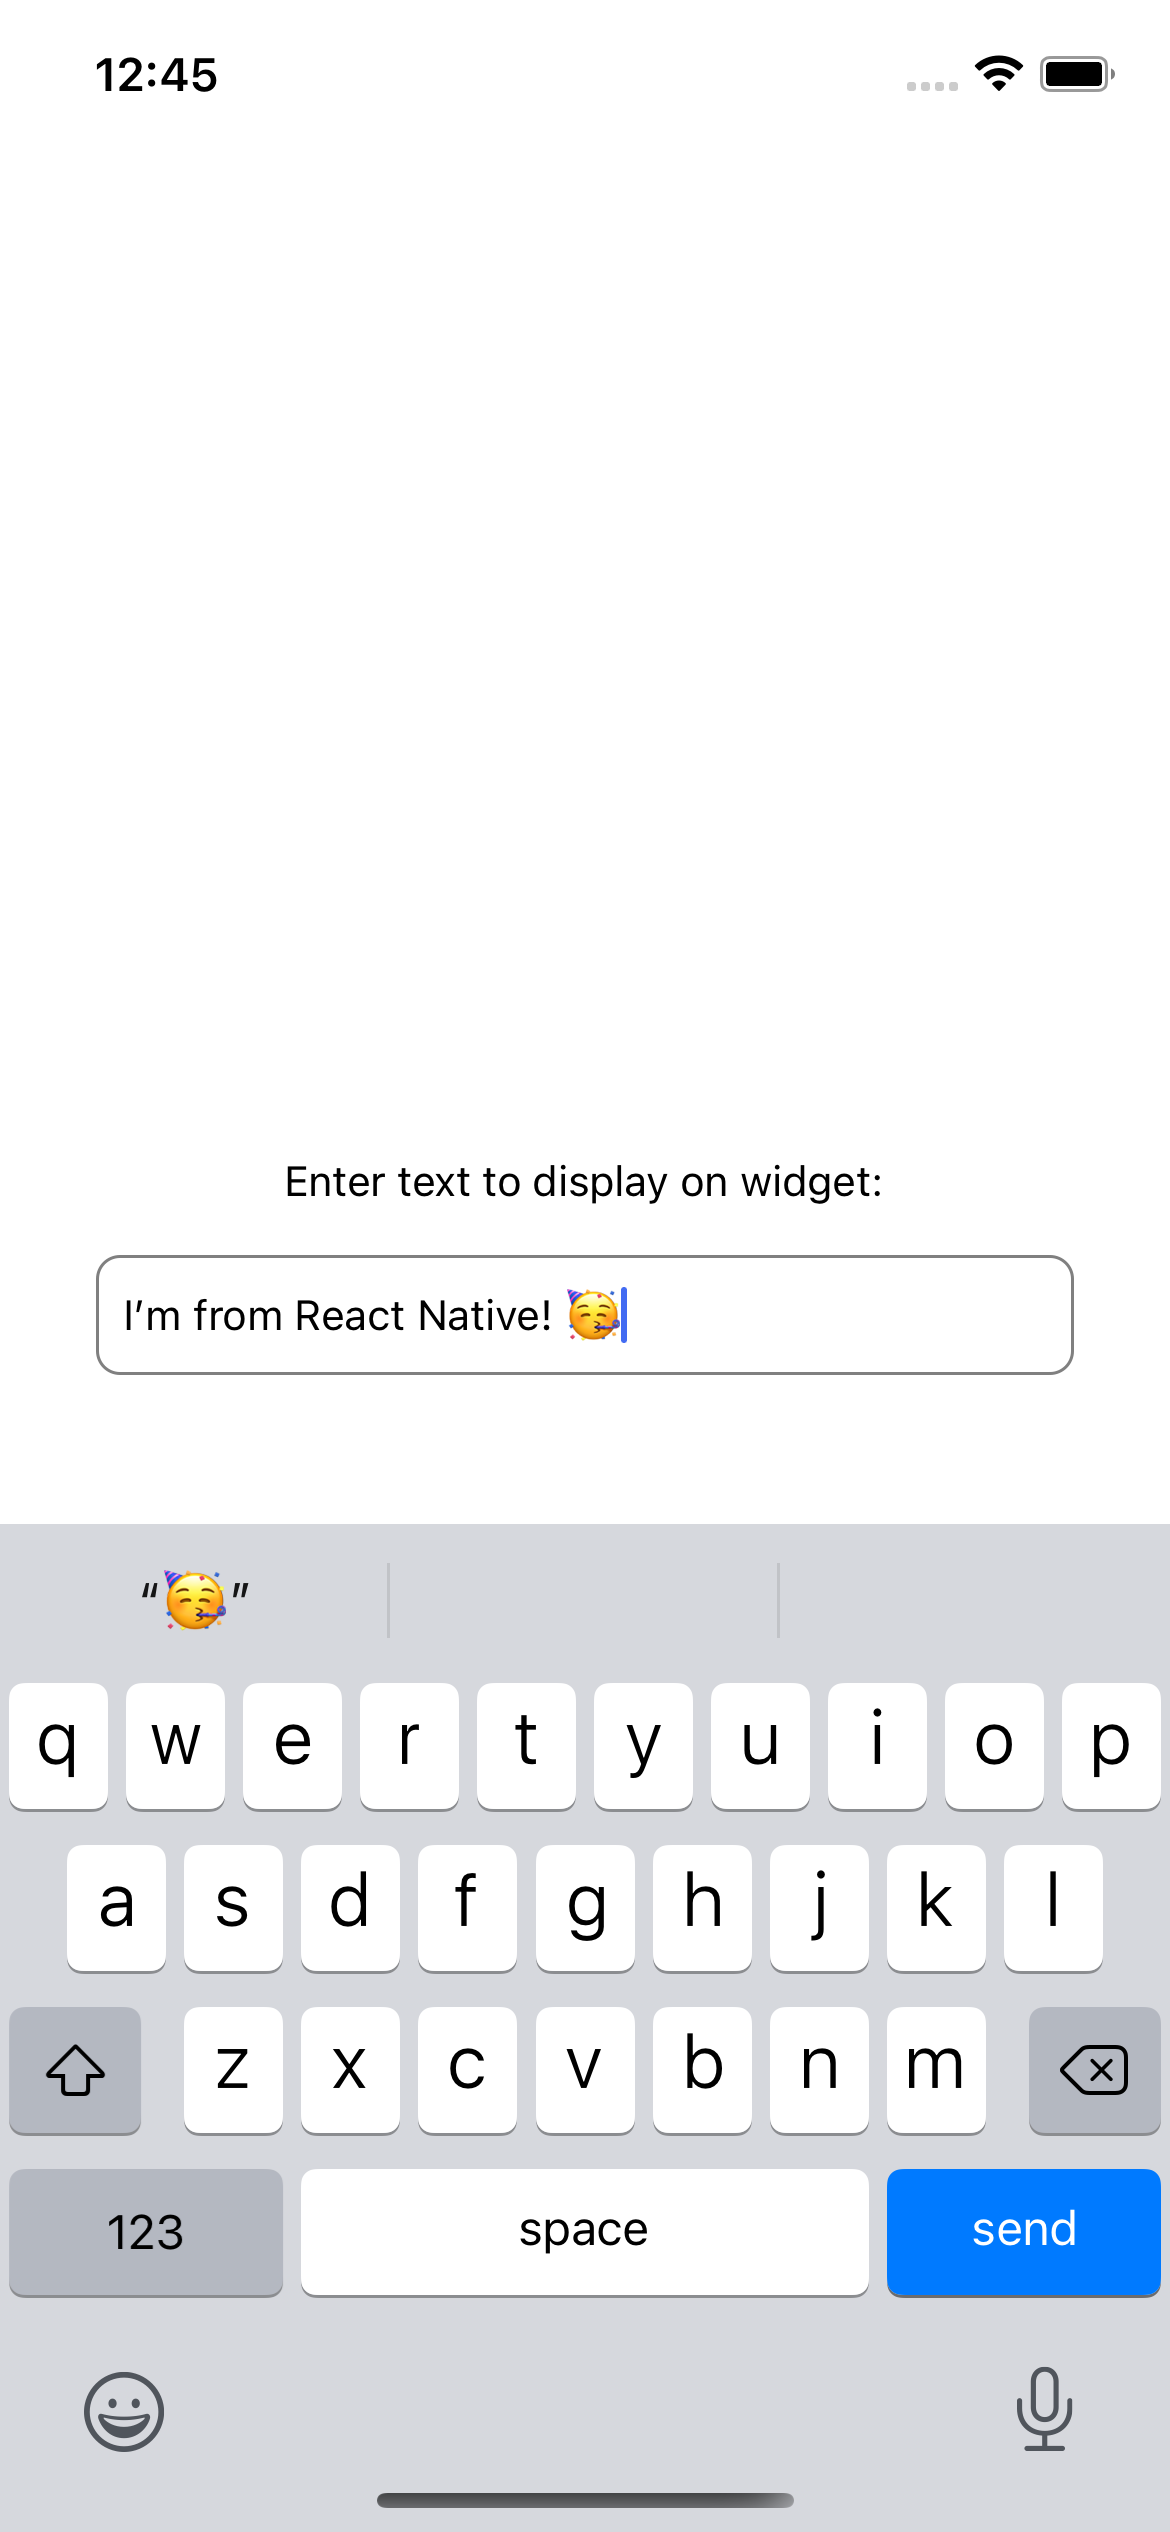 12:45
Enter text to display on widget:
I’m from React Native! 🥳
“🥳”
q w e r t y u i o p
a s d f g h j k l
z x c v b n m
123 space send